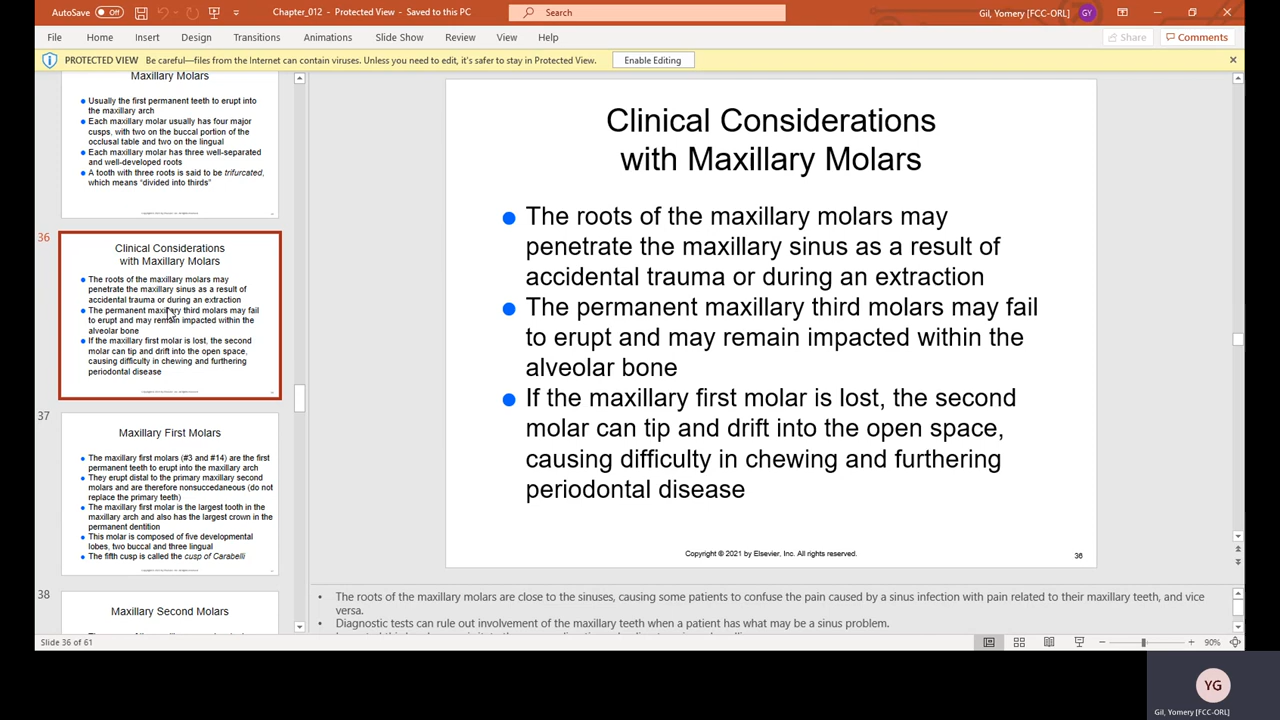 AutoSave Off Chapter_012 - Protected View - Saved to this PC Search Gil, Yomery [FCC-ORL] GY
File Home Insert Design Transitions Animations Slide Show Review View Help Share Comments
PROTECTED VIEW Be careful—files from the Internet can contain viruses. Unless you need to edit, it's safer to stay in Protected View. Enable Editing
Maxillary Molars
Usually the first permanent teeth to erupt into
the maxillary arch
Each maxillary molar usually has four major
cusps, with two on the buccal portion of the
occlusal table and two on the lingual
Each maxillary molar has three well-separated
and well-developed roots
A tooth with three roots is said to be trifurcated,
which means “divided into thirds”
36
Clinical Considerations
with Maxillary Molars
The roots of the maxillary molars may
penetrate the maxillary sinus as a result of
accidental trauma or during an extraction
The permanent maxillary third molars may fail
to erupt and may remain impacted within the
alveolar bone
If the maxillary first molar is lost, the second
molar can tip and drift into the open space,
causing difficulty in chewing and furthering
periodontal disease
37
Maxillary First Molars
The maxillary first molars (#3 and #14) are the first
permanent teeth to erupt into the maxillary arch
They erupt distal to the primary maxillary second
molars and are therefore nonsuccedaneous (do not
replace the primary teeth)
The maxillary first molar is the largest tooth in the
maxillary arch and also has the largest crown in the
permanent dentition
This molar is composed of five developmental
lobes, two buccal and three lingual
The fifth cusp is called the cusp of Carabelli
38
Maxillary Second Molars
Clinical Considerations
with Maxillary Molars
The roots of the maxillary molars may
penetrate the maxillary sinus as a result of
accidental trauma or during an extraction
The permanent maxillary third molars may fail
to erupt and may remain impacted within the
alveolar bone
If the maxillary first molar is lost, the second
molar can tip and drift into the open space,
causing difficulty in chewing and furthering
periodontal disease
Copyright © 2021 by Elsevier, Inc. All rights reserved. 36
The roots of the maxillary molars are close to the sinuses, causing some patients to confuse the pain caused by a sinus infection with pain related to their maxillary teeth, and vice
versa.
Diagnostic tests can rule out involvement of the maxillary teeth when a patient has what may be a sinus problem.
Slide 36 of 61 90%
YG
Gil, Yomery [FCC-ORL]